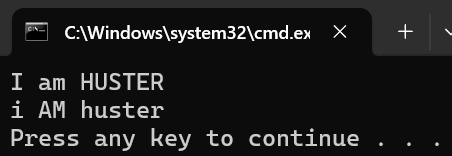 C:\Windows\system32\cmd.ex
I am HUSTER
i AM huster
Press any key to continue . . .